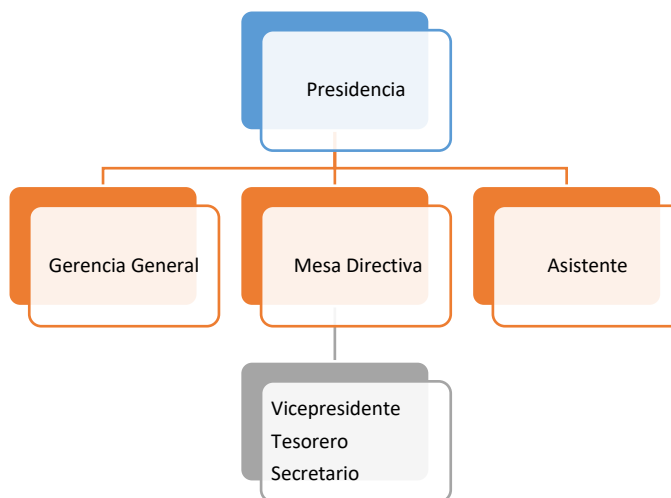 Presidencia
Gerencia General
Mesa Directiva
Asistente
Vicepresidente
Tesorero
Secretario